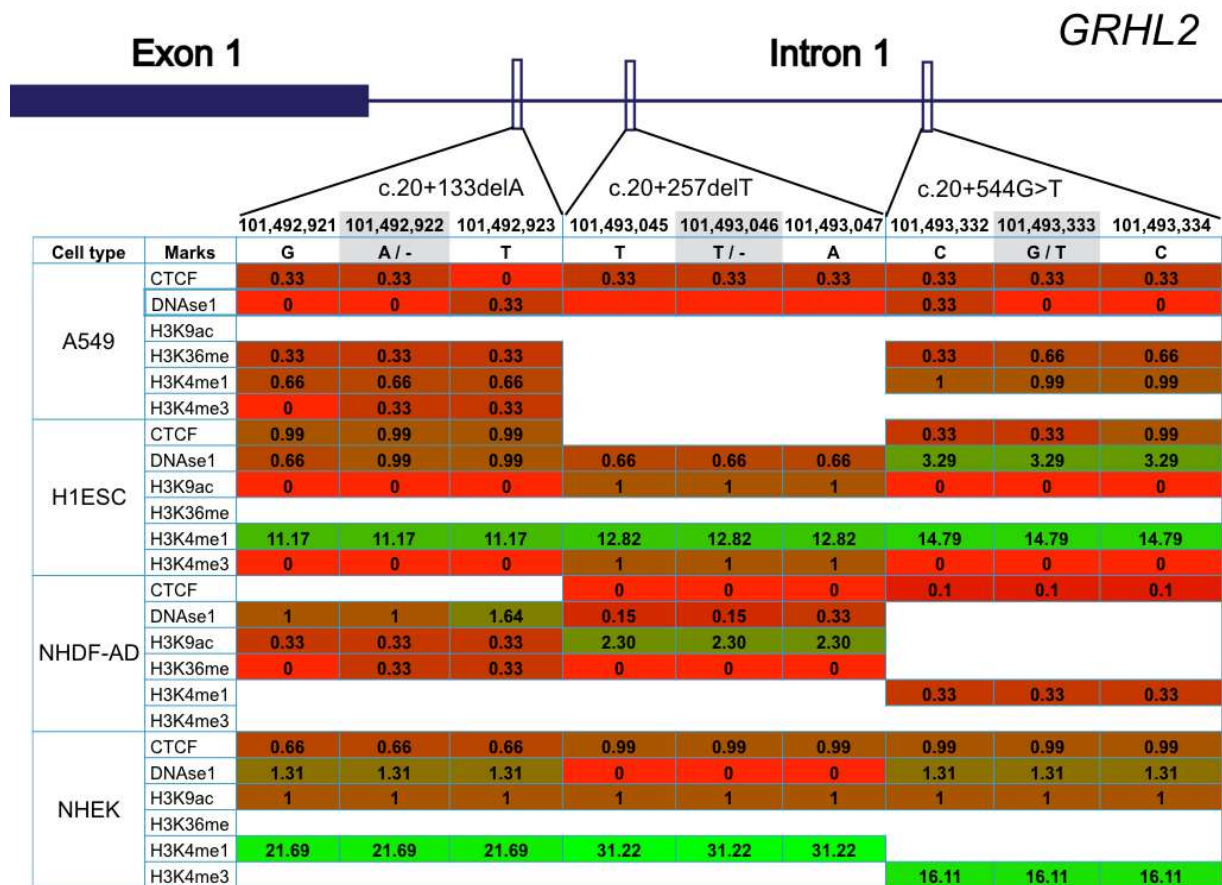 GRHL2
Exon 1 Intron 1
c.20+133delA c.20+257delT c.20+544G>T
101,492,921 101,492,922 101,492,923 101,493,045 101,493,046 101,493,047 101,493,332 101,493,333 101,493,334
Cell type Marks G A / - T T T / - A C G / T C
A549
CTCF 0.33 0.33 0 0.33 0.33 0.33 0.33 0.33 0.33
DNAse1 0 0 0.33 0.33 0 0
H3K9ac
H3K36me 0.33 0.33 0.33 0.33 0.66 0.66
H3K4me1 0.66 0.66 0.66 1 0.99 0.99
H3K4me3 0 0.33 0.33
H1ESC
CTCF 0.99 0.99 0.99 0.33 0.33 0.99
DNAse1 0.66 0.99 0.99 0.66 0.66 0.66 3.29 3.29 3.29
H3K9ac 0 0 0 1 1 1 0 0 0
H3K36me
H3K4me1 11.17 11.17 11.17 12.82 12.82 12.82 14.79 14.79 14.79
H3K4me3 0 0 0 1 1 1 0 0 0
NHDF-AD
CTCF 0 0 0 0.1 0.1 0.1
DNAse1 1 1 1.64 0.15 0.15 0.33
H3K9ac 0.33 0.33 0.33 2.30 2.30 2.30
H3K36me 0 0.33 0.33 0 0 0
H3K4me1 0.33 0.33 0.33
H3K4me3
NHEK
CTCF 0.66 0.66 0.66 0.99 0.99 0.99 0.99 0.99 0.99
DNAse1 1.31 1.31 1.31 0 0 0 1.31 1.31 1.31
H3K9ac 1 1 1 1 1 1 1 1 1
H3K36me
H3K4me1 21.69 21.69 21.69 31.22 31.22 31.22
H3K4me3 16.11 16.11 16.11